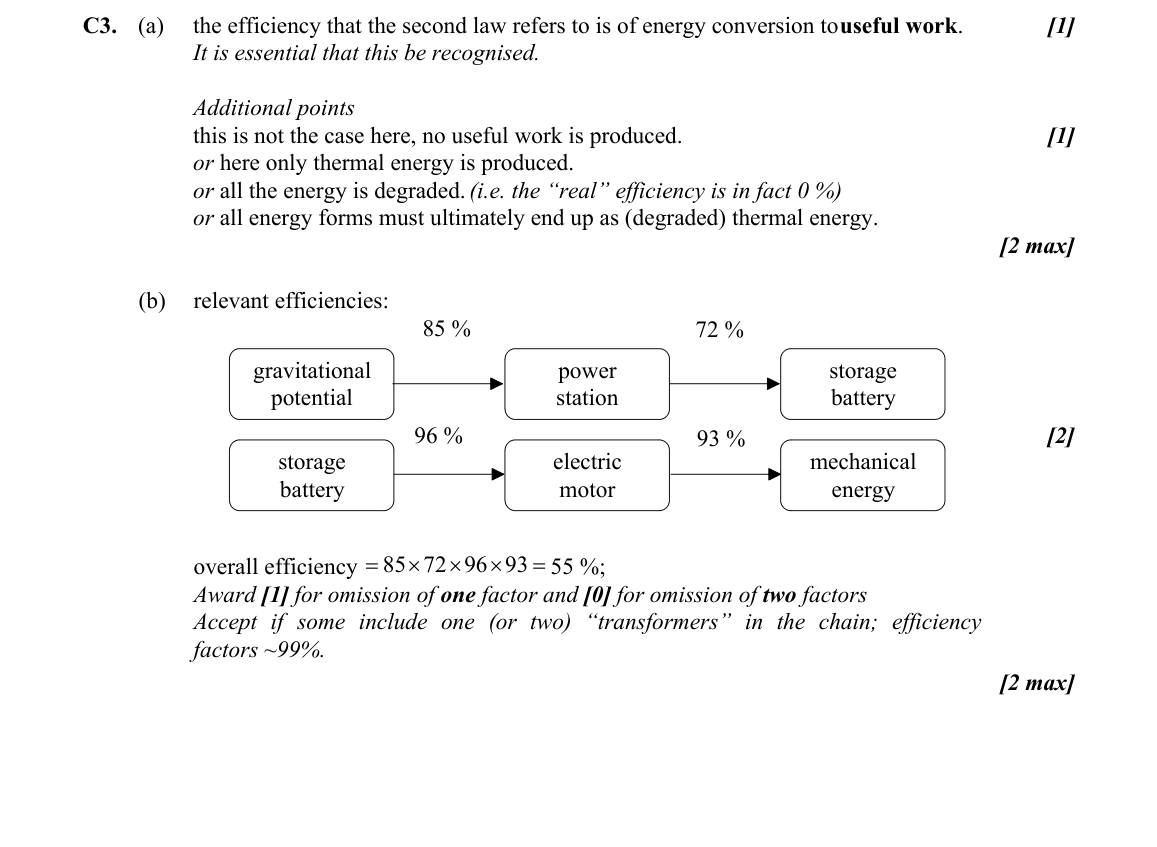 C3. (a) the efficiency that the second law refers to is of energy conversion to useful work. [1]
It is essential that this be recognised.
Additional points
this is not the case here, no useful work is produced. [1]
or here only thermal energy is produced.
or all the energy is degraded. (i.e. the “real” efficiency is in fact 0 %)
or all energy forms must ultimately end up as (degraded) thermal energy.
[2 max]
(b) relevant efficiencies:
85 % 72 %
gravitational power storage
potential station battery
96 % 93 % [2]
storage electric mechanical
battery motor energy
overall efficiency = 85×72×96×93 = 55 %;
Award [1] for omission of one factor and [0] for omission of two factors
Accept if some include one (or two) “transformers” in the chain; efficiency
factors ~99%.
[2 max]